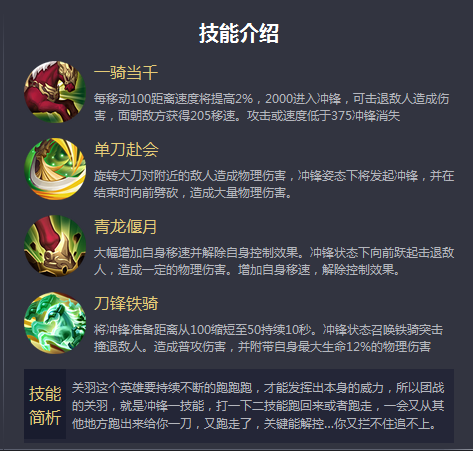 技能介绍
一骑当千
每移动100距离速度将提高2%，2000进入冲锋，可击退敌人造成伤
害，面朝敌方获得205移速。攻击或速度低于375冲锋消失
单刀赴会
旋转大刀对附近的敌人造成物理伤害，冲锋姿态下将发起冲锋，并在
结束时向前劈砍，造成大量物理伤害。
青龙偃月
大幅增加自身移速并解除自身控制效果。冲锋状态下向前跃起击退敌
人，造成一定的物理伤害。增加自身移速，解除控制效果。
刀锋铁骑
将冲锋准备距离从100缩短至50持续10秒。冲锋状态召唤铁骑突击
撞退敌人。造成普攻伤害，并附带自身最大生命12%的物理伤害
技能
简析
关羽这个英雄要持续不断的跑跑跑，才能发挥出本身的威力，所以团战
的关羽，就是冲锋一技能，打一下二技能跑回来或者跑走，一会又从其
他地方跑出来给你一刀，又跑走了，关键能解控...你又拦不住追不上。